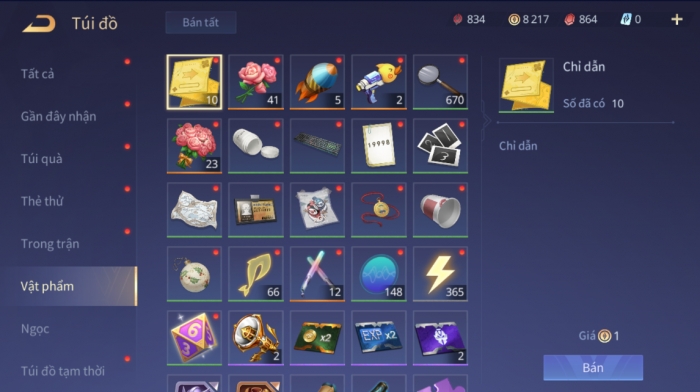 Túi đồ
Bán tất
834
8 217
864
0
Tất cả
Gần đây nhận
Túi quà
Thẻ thử
Trong trận
Vật phẩm
Ngọc
Túi đồ tạm thời
10
41
5
2
670
23
19998
3
66
12
148
365
6
3
2
x2
EXP x2
2
Chỉ dẫn
Số đã có 10
Chỉ dẫn
Giá 1
Bán